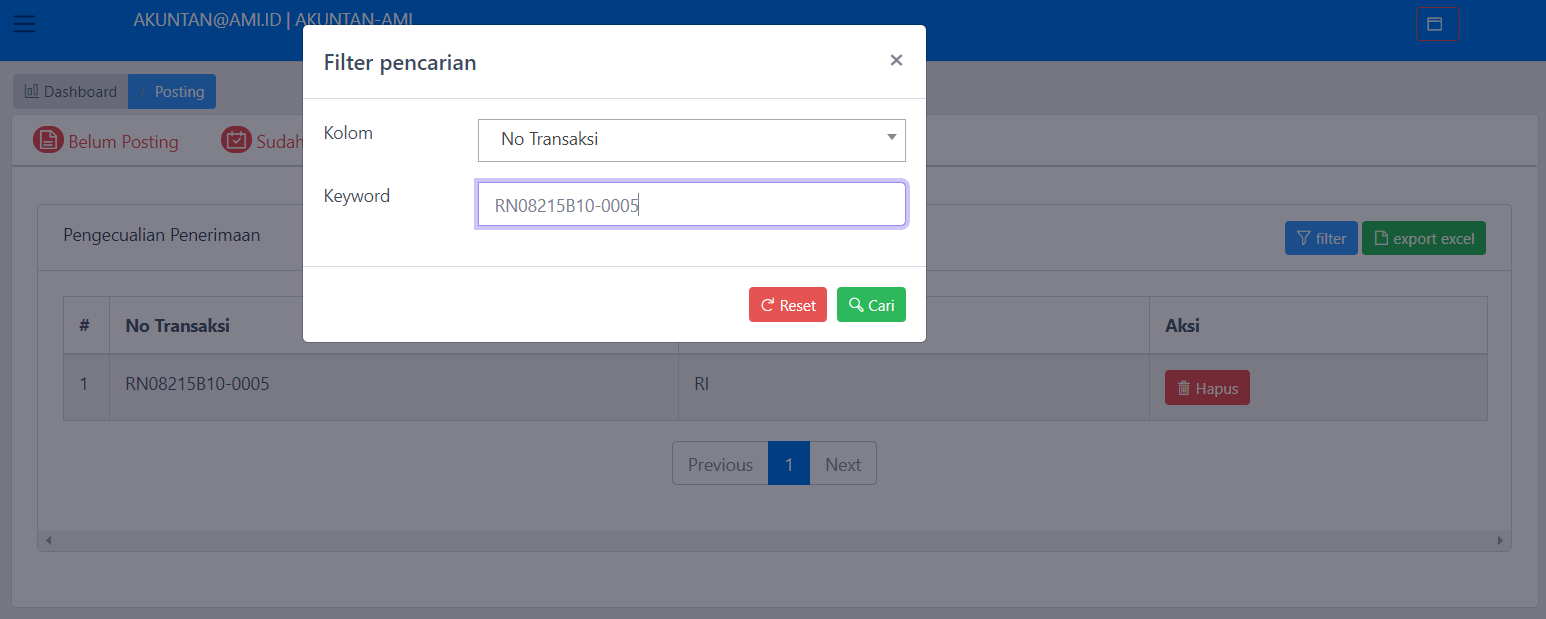 AKUNTAN@AMI.ID | AKUNTAN-AMI
Filter pencarian
Dashboard / Posting
Kolom
No Transaksi
Belum Posting
Sudah
Keyword
RN08215B10-0005
Pengecualian Penerimaan
filter
export excel
Reset
Cari
# No Transaksi Aksi
1 RN08215B10-0005 RI Hapus
Previous 1 Next